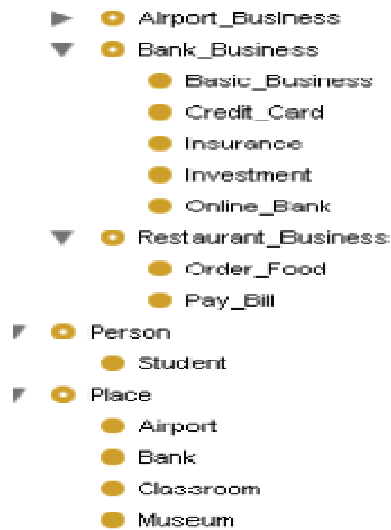 Airport_Business
Bank_Business
Basic_Business
Credit_Card
Insurance
Investment
Online_Bank
Restaurant_Business
Order_Food
Pay_Bill
Person
Student
Place
Airport
Bank
Classroom
Museum